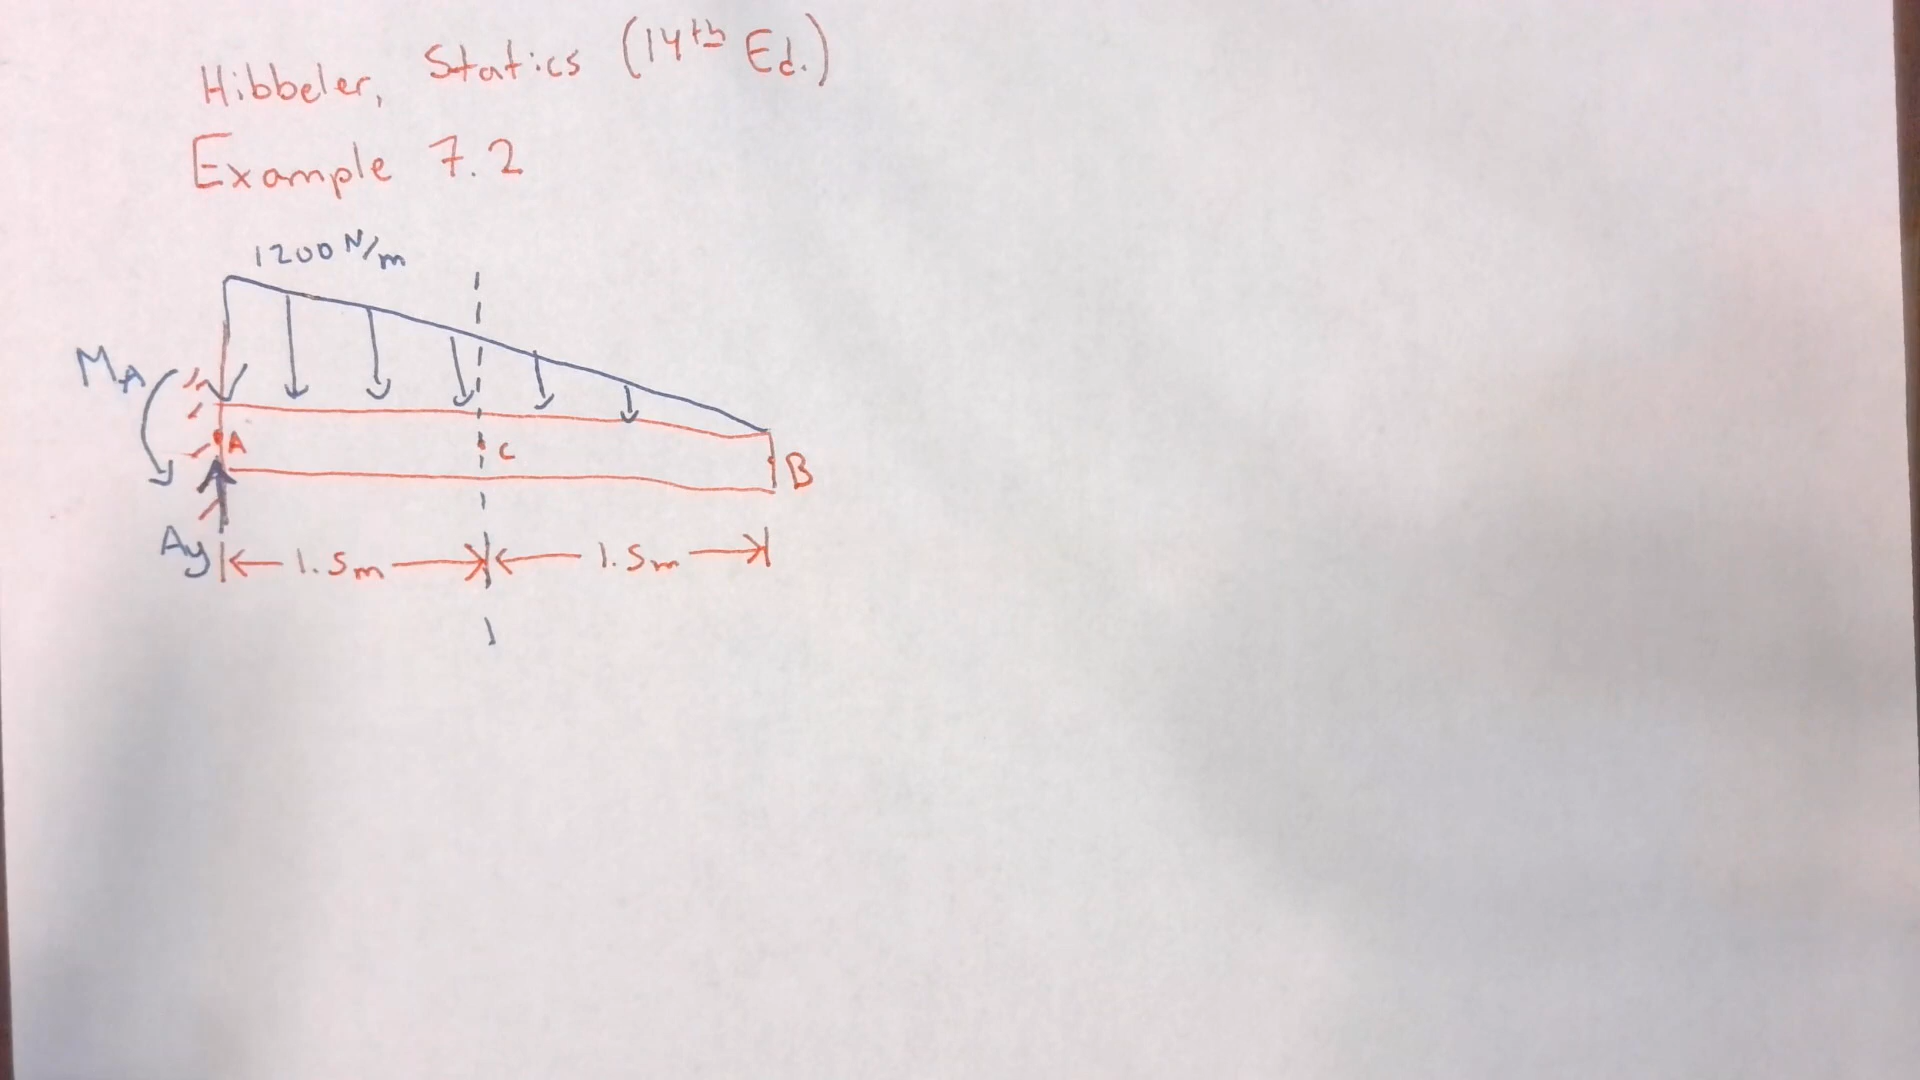 Hibbeler, Statics (14th Ed.)
Example 7.2
1200 N/m
MA
A
C
B
Ay
1.5m
1.5m